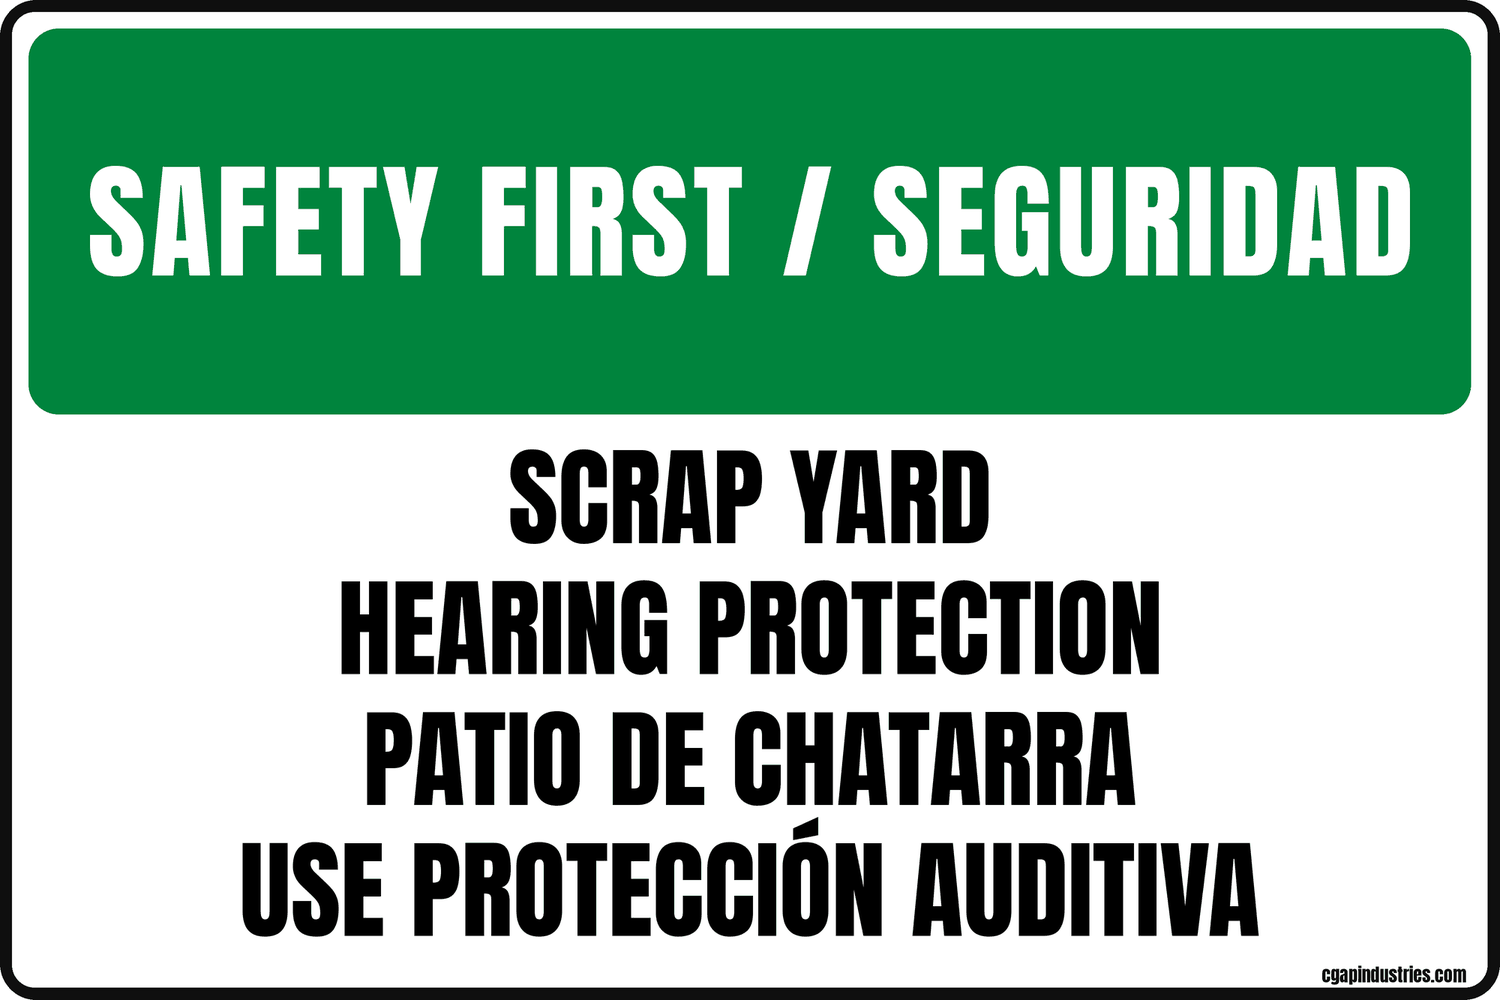 SAFETY FIRST / SEGURIDAD
SCRAP YARD
HEARING PROTECTION
PATIO DE CHATARRA
USE PROTECCIÓN AUDITIVA
cgapindustries.com